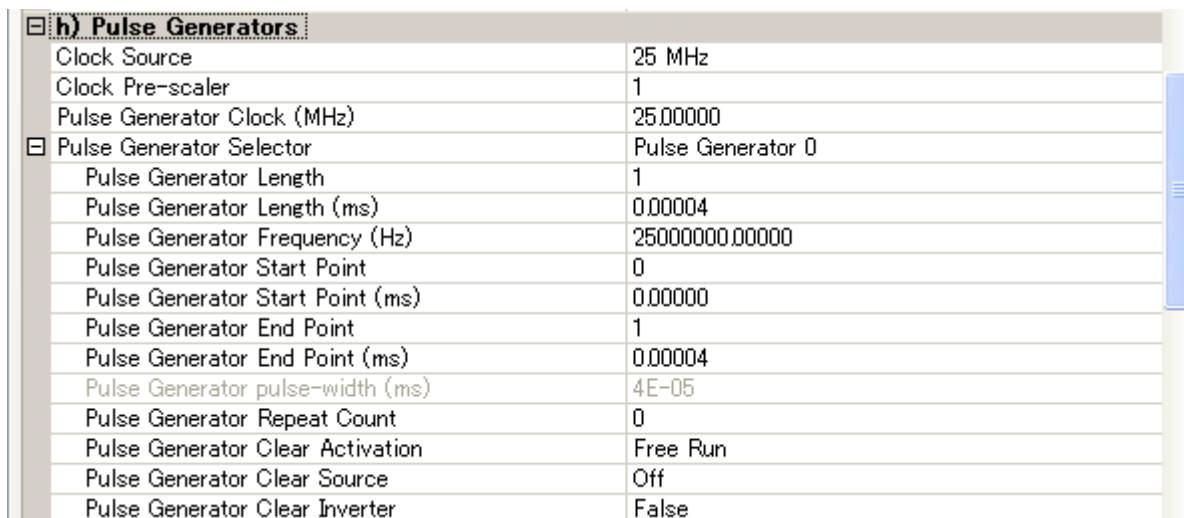 h) Pulse Generators
Clock Source 25 MHz
Clock Pre-scaler 1
Pulse Generator Clock (MHz) 25.00000
Pulse Generator Selector Pulse Generator 0
Pulse Generator Length 1
Pulse Generator Length (ms) 0.00004
Pulse Generator Frequency (Hz) 25000000.00000
Pulse Generator Start Point 0
Pulse Generator Start Point (ms) 0.00000
Pulse Generator End Point 1
Pulse Generator End Point (ms) 0.00004
Pulse Generator pulse-width (ms) 4E-05
Pulse Generator Repeat Count 0
Pulse Generator Clear Activation Free Run
Pulse Generator Clear Source Off
Pulse Generator Clear Inverter False